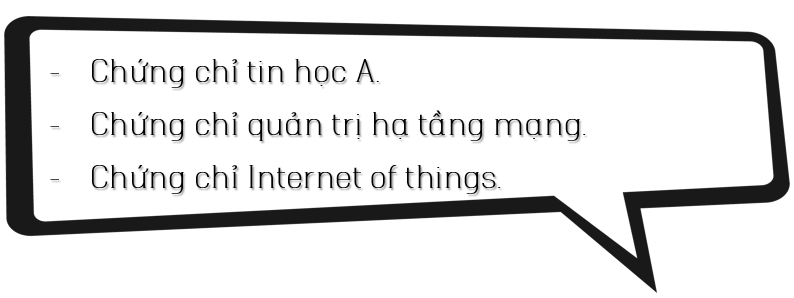 - Chứng chỉ tin học A.
- Chứng chỉ quản trị hạ tầng mạng.
- Chứng chỉ Internet of things.